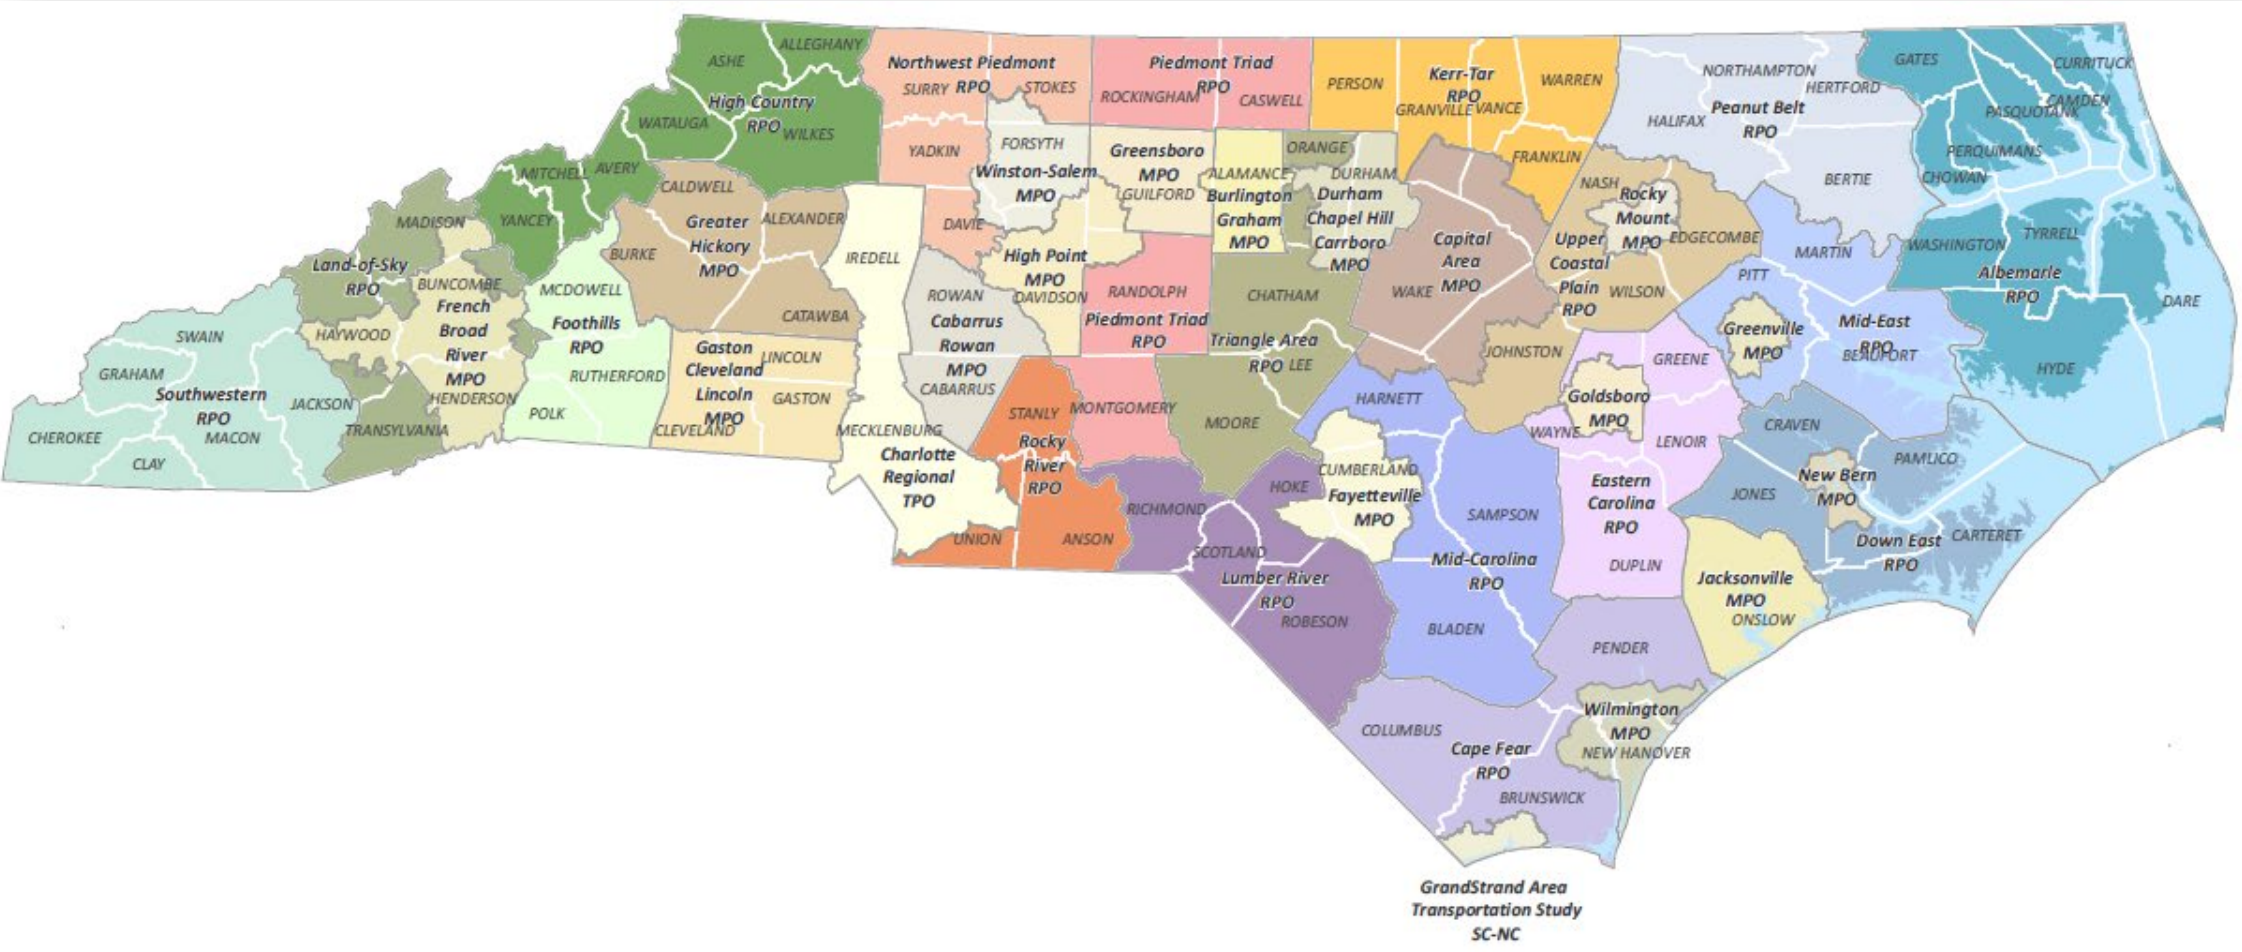 ASHE
ALLEGHANY
High Country
RPO
WATAUGA
WILKES
MITCHELL
AVERY
YANCEY
Northwest Piedmont
RPO
SURRY
STOKES
YADKIN
DAVIE
Piedmont Triad
RPO
ROCKINGHAM
CASWELL
PERSON
Kerr-Tar
RPO
GRANVILLE
VANCE
WARREN
FRANKLIN
NORTHAMPTON
HERTFORD
Peanut Belt
RPO
HALIFAX
BERTIE
GATES
CURRITUCK
CAMDEN
PASQUOTANK
PERQUIMANS
CHOWAN
WASHINGTON
TYRRELL
Albemarle
RPO
DARE
HYDE
FORSYTH
Winston-Salem
MPO
Greensboro
MPO
GUILFORD
ALAMANCE
Burlington
Graham
MPO
ORANGE
DURHAM
Durham
Chapel Hill
Carrboro
MPO
Capital
Area
MPO
WAKE
NASH
Rocky
Mount
MPO
EDGECOMBE
Upper
Coastal
Plain
RPO
WILSON
JOHNSTON
MARTIN
PITT
Greenville
MPO
Mid-East
RPO
BEAUFORT
MADISON
Land-of-Sky
RPO
BUNCOMBE
French
Broad
River
MPO
HAYWOOD
HENDERSON
TRANSYLVANIA
SWAIN
GRAHAM
Southwestern
RPO
JACKSON
MACON
CHEROKEE
CLAY
MCDOWELL
Foothills
RPO
RUTHERFORD
POLK
CALDWELL
Greater
Hickory
MPO
ALEXANDER
BURKE
CATAWBA
Gaston
Cleveland
Lincoln
MPO
LINCOLN
GASTON
CLEVELAND
IREDELL
MECKLENBURG
Charlotte
Regional
TPO
ROWAN
Cabarrus
Rowan
MPO
CABARRUS
High Point
MPO
DAVIDSON
RANDOLPH
Piedmont Triad
RPO
MONTGOMERY
CHATHAM
Triangle Area
RPO
LEE
MOORE
STANLY
Rocky
River
RPO
UNION
ANSON
RICHMOND
HOKE
SCOTLAND
Lumber River
RPO
ROBESON
HARNETT
CUMBERLAND
Fayetteville
MPO
SAMPSON
Mid-Carolina
RPO
BLADEN
GREENE
Goldsboro
MPO
WAYNE
LENOIR
Eastern
Carolina
RPO
DUPLIN
CRAVEN
PAMLICO
New Bern
MPO
JONES
CARTERET
Down East
RPO
Jacksonville
MPO
ONSLOW
PENDER
Wilmington
MPO
NEW HANOVER
COLUMBUS
Cape Fear
RPO
BRUNSWICK
GrandStrand Area
Transportation Study
SC-NC